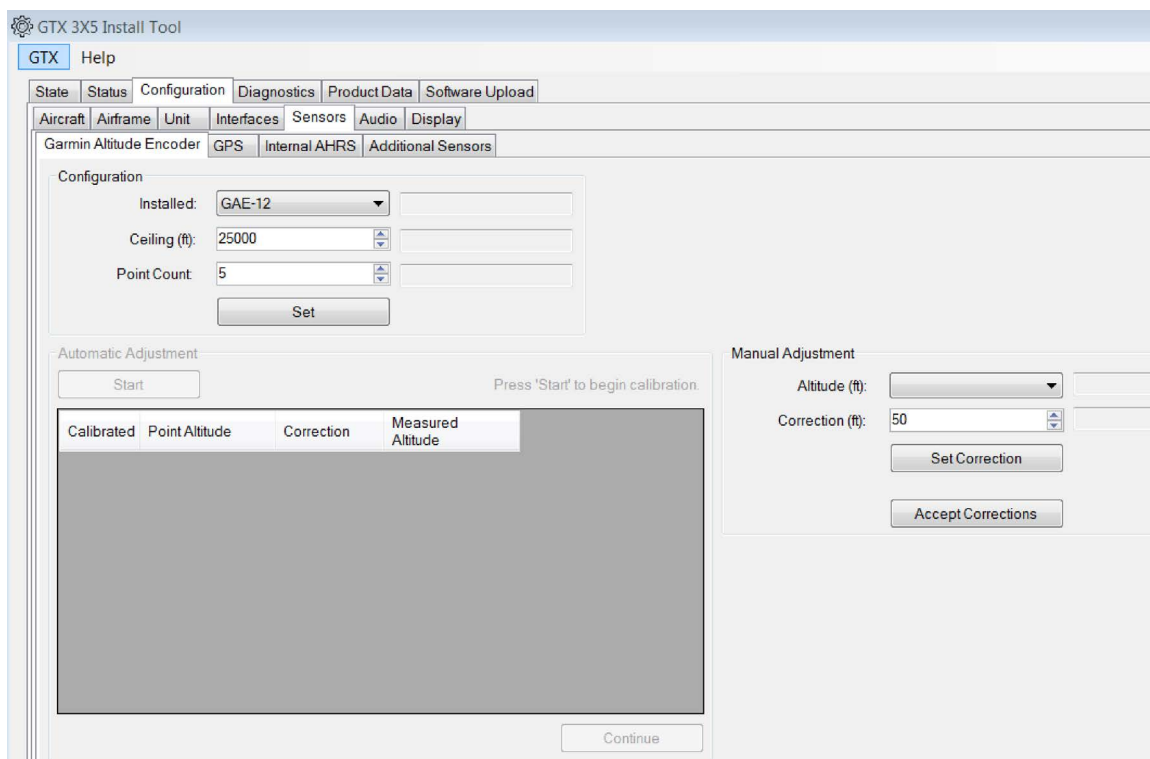 GTX 3X5 Install Tool
GTX Help
State Status Configuration Diagnostics Product Data Software Upload
Aircraft Airframe Unit Interfaces Sensors Audio Display
Garmin Altitude Encoder GPS Internal AHRS Additional Sensors
Configuration
Installed: GAE-12
Ceiling (ft): 25000
Point Count: 5
Set
Automatic Adjustment
Start Press 'Start' to begin calibration.
Calibrated Point Altitude Correction Measured Altitude
Continue
Manual Adjustment
Altitude (ft):
Correction (ft): 50
Set Correction
Accept Corrections